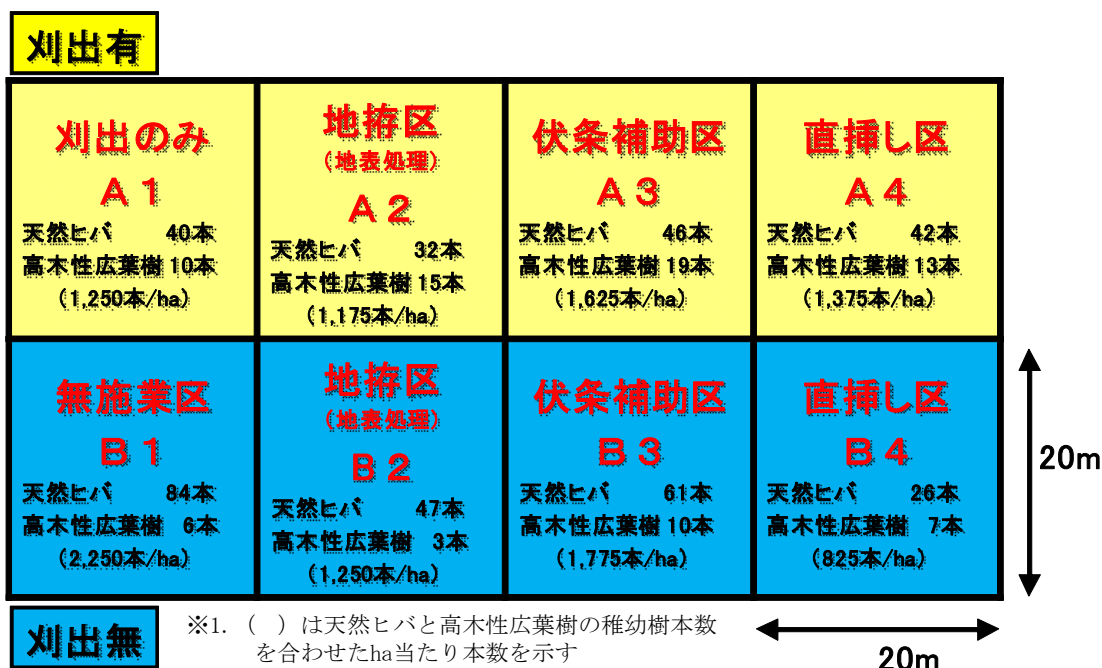 刈出有
刈出のみ
A1
天然ヒバ 40本
高木性広葉樹 10本
(1,250本/ha)
地拵区
(地表処理)
A2
天然ヒバ 32本
高木性広葉樹 15本
(1,175本/ha)
伏条補助区
A3
天然ヒバ 46本
高木性広葉樹 19本
(1,625本/ha)
直挿し区
A4
天然ヒバ 42本
高木性広葉樹 13本
(1,375本/ha)
無施業区
B1
天然ヒバ 84本
高木性広葉樹 6本
(2,250本/ha)
地拵区
(地表処理)
B2
天然ヒバ 47本
高木性広葉樹 3本
(1,250本/ha)
伏条補助区
B3
天然ヒバ 61本
高木性広葉樹 10本
(1,775本/ha)
直挿し区
B4
天然ヒバ 26本
高木性広葉樹 7本
(825本/ha)
20m
刈出無
※1. ( )は天然ヒバと高木性広葉樹の稚幼樹本数
を合わせたha当たり本数を示す
20m